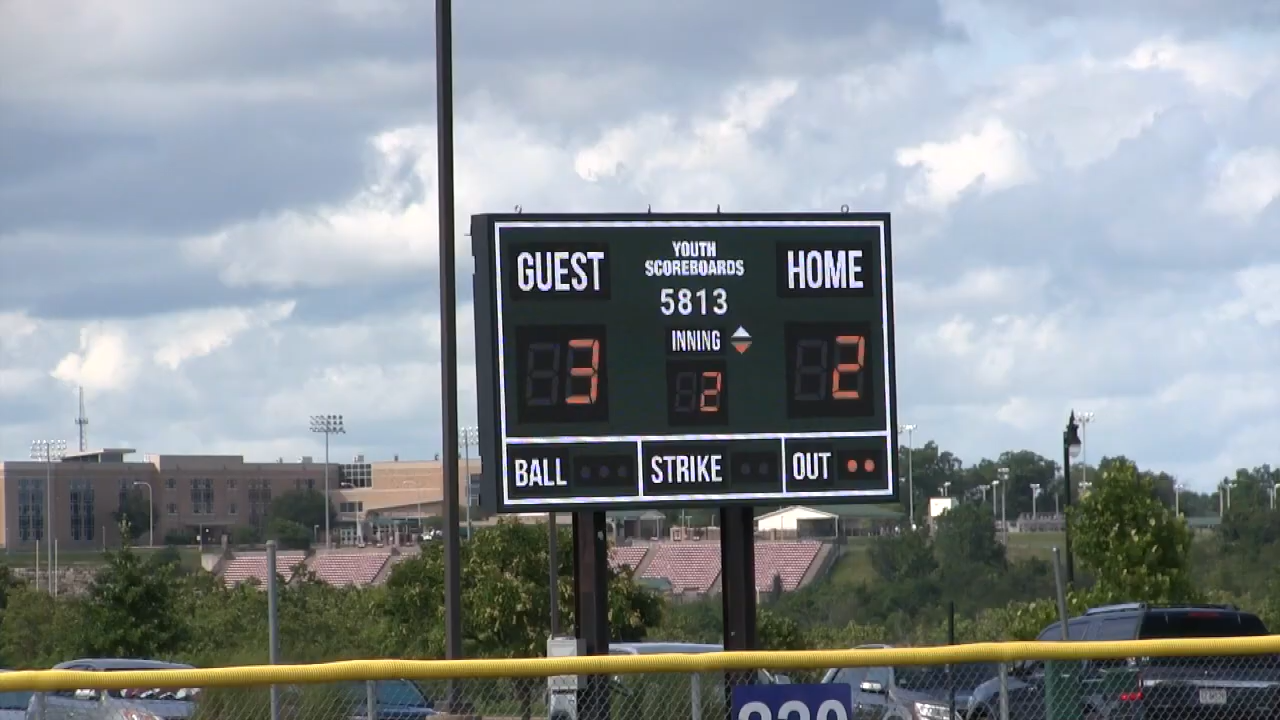 YOUTH
SCOREBOARDS
GUEST
HOME
5813
INNING
3
2
2
BALL
STRIKE
OUT